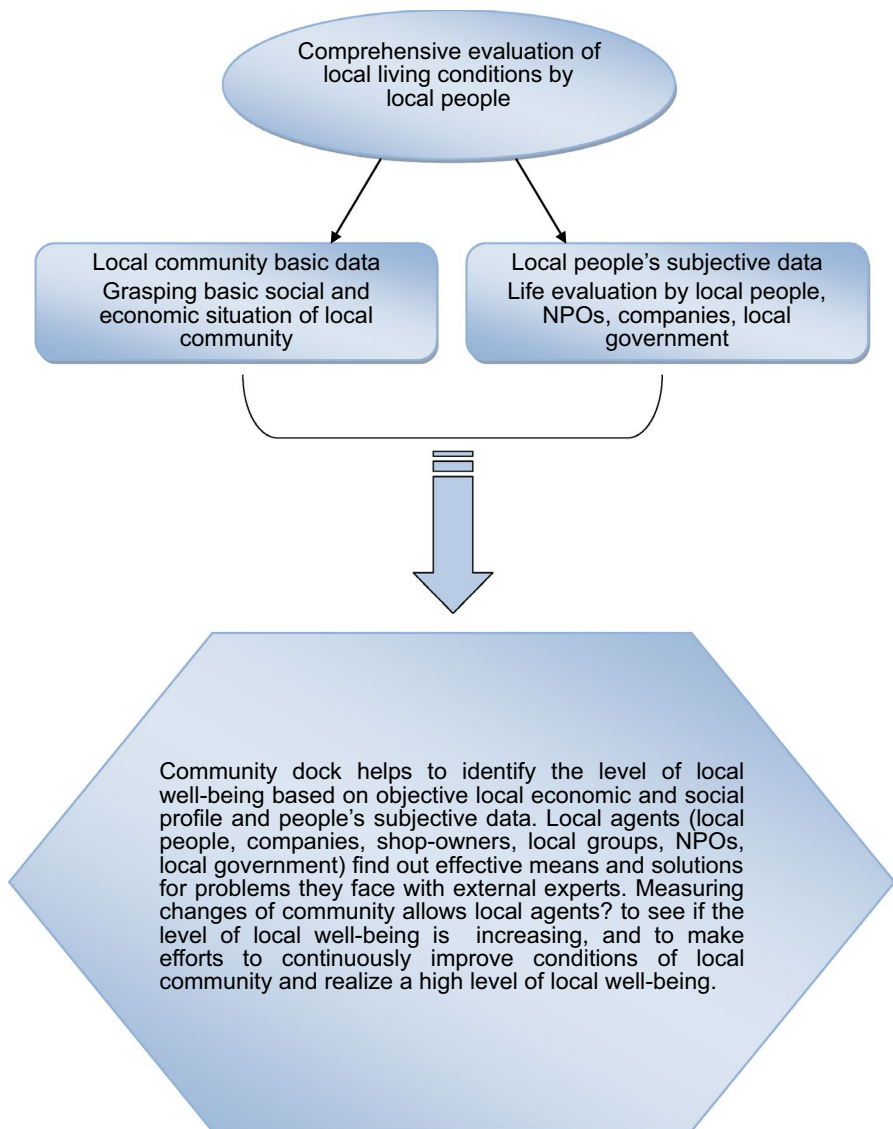 Comprehensive evaluation of
local living conditions by
local people
Local community basic data
Grasping basic social and
economic situation of local
community
Local people's subjective data
Life evaluation by local people,
NPOs, companies, local
government
Community dock helps to identify the level of local
well-being based on objective local economic and social
profile and people's subjective data. Local agents (local
people, companies, shop-owners, local groups, NPOs,
local government) find out effective means and solutions
for problems they face with external experts. Measuring
changes of community allows local agents? to see if the
level of local well-being is increasing, and to make
efforts to continuously improve conditions of local
community and realize a high level of local well-being.